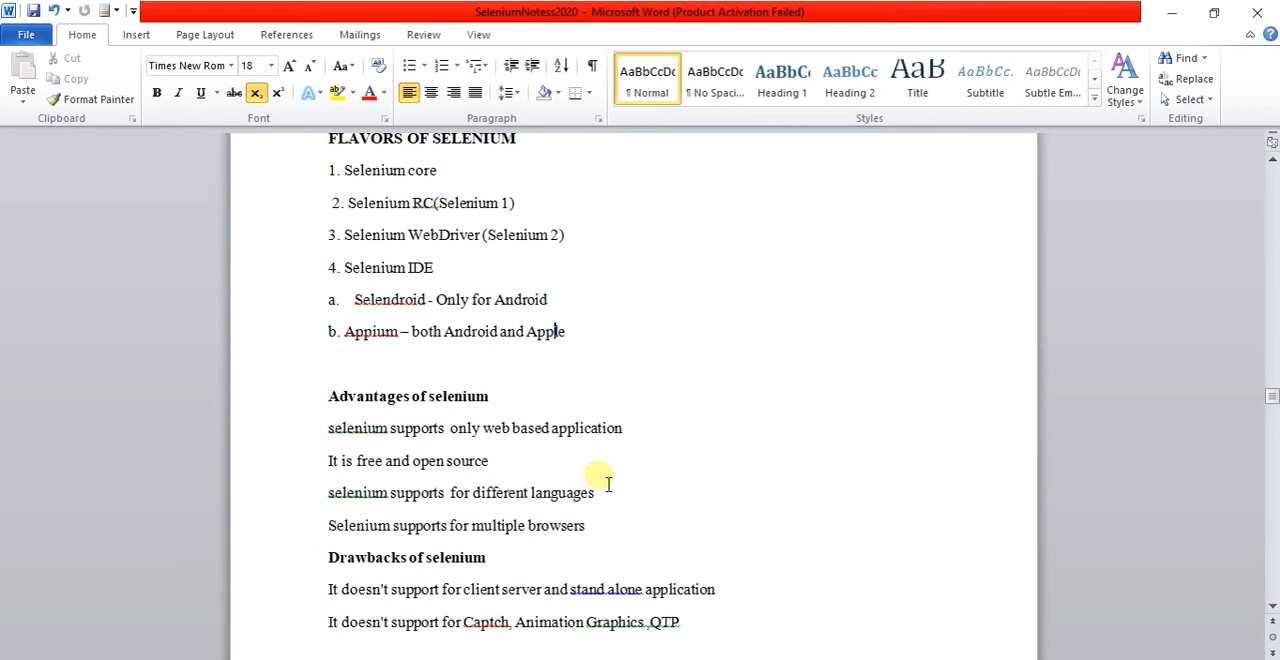 SeleniumNotess2020 - Microsoft Word (Product Activation Failed)
File Home Insert Page Layout References Mailings Review View
Paste
Cut
Copy
Format Painter
Clipboard
Times New Rom 18
Font
Paragraph
AaBbCcDc AaBbCcDc AaBbC AaBbCc AaB AaBbCc. AaBbCcDc
¶ Normal ¶ No Spaci... Heading 1 Heading 2 Title Subtitle Subtle Em...
Change Styles
Styles
Find
Replace
Select
Editing
FLAVORS OF SELENIUM
1. Selenium core
2. Selenium RC(Selenium 1)
3. Selenium WebDriver (Selenium 2)
4. Selenium IDE
a. Selendroid - Only for Android
b. Appium – both Android and Apple
Advantages of selenium
selenium supports only web based application
It is free and open source
selenium supports for different languages
Selenium supports for multiple browsers
Drawbacks of selenium
It doesn't support for client server and stand alone application
It doesn't support for Captch, Animation Graphics ,QTP